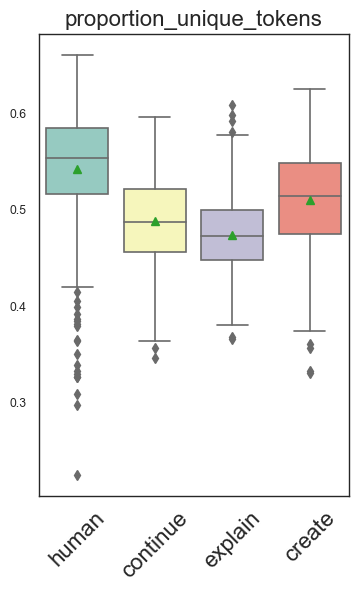 proportion_unique_tokens
0.6
0.5
0.4
0.3
human
continue
explain
create